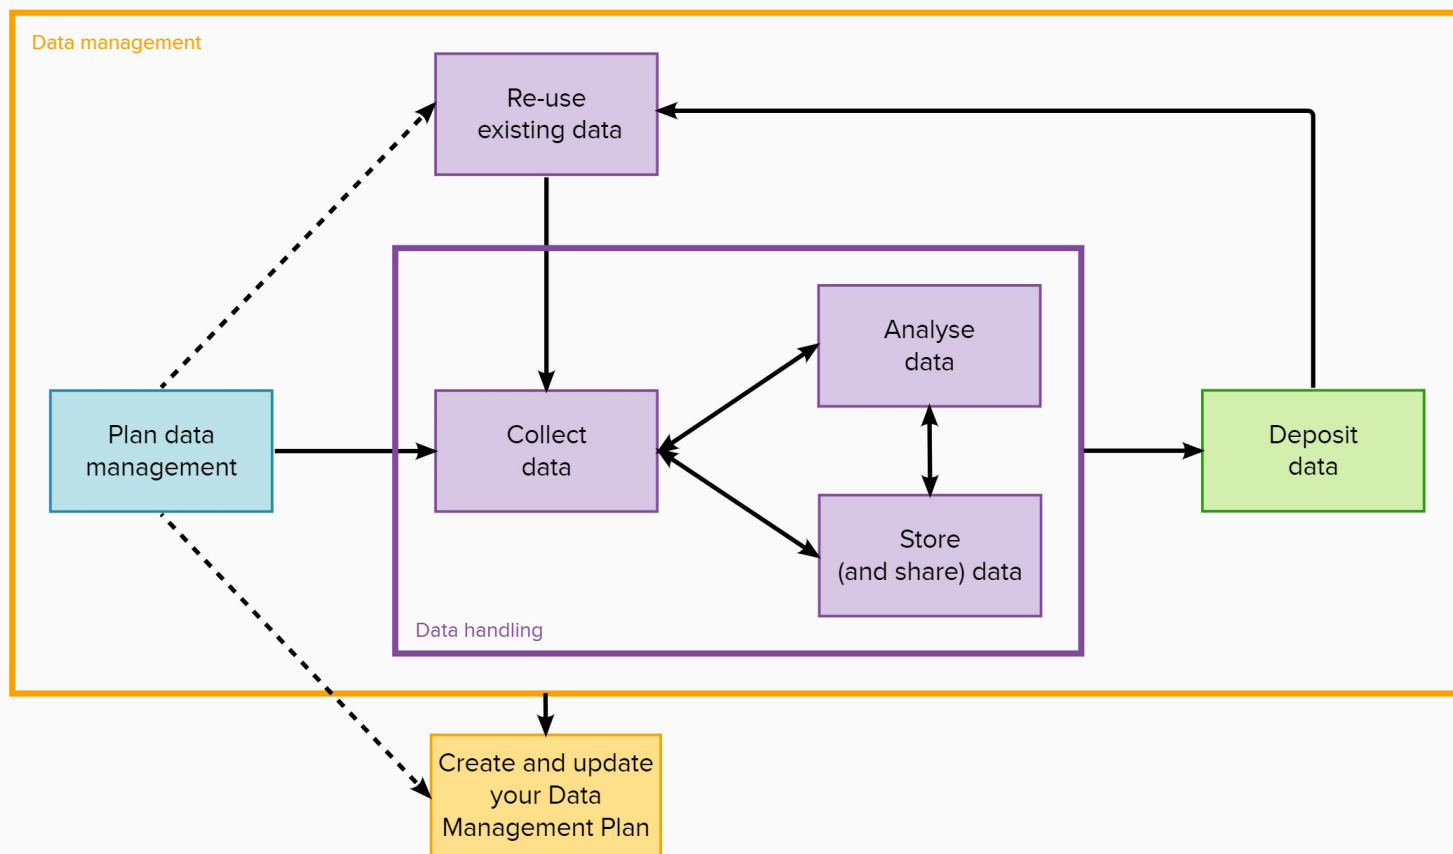 Data management
Re-use
existing data
Analyse
data
Plan data
management
Collect
data
Deposit
data
Store
(and share) data
Data handling
Create and update
your Data
Management Plan